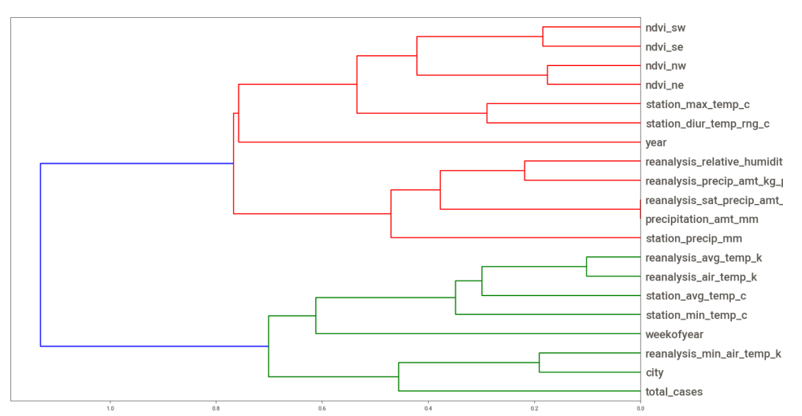 ndvi_sw
ndvi_se
ndvi_nw
ndvi_ne
station_max_temp_c
station_diur_temp_rng_c
year
reanalysis_relative_humidit
reanalysis_precip_amt_kg_
reanalysis_sat_precip_amt_
precipitation_amt_mm
station_precip_mm
reanalysis_avg_temp_k
reanalysis_air_temp_k
station_avg_temp_c
station_min_temp_c
weekofyear
reanalysis_min_air_temp_k
city
total_cases
1.0 0.8 0.6 0.4 0.2 0.0